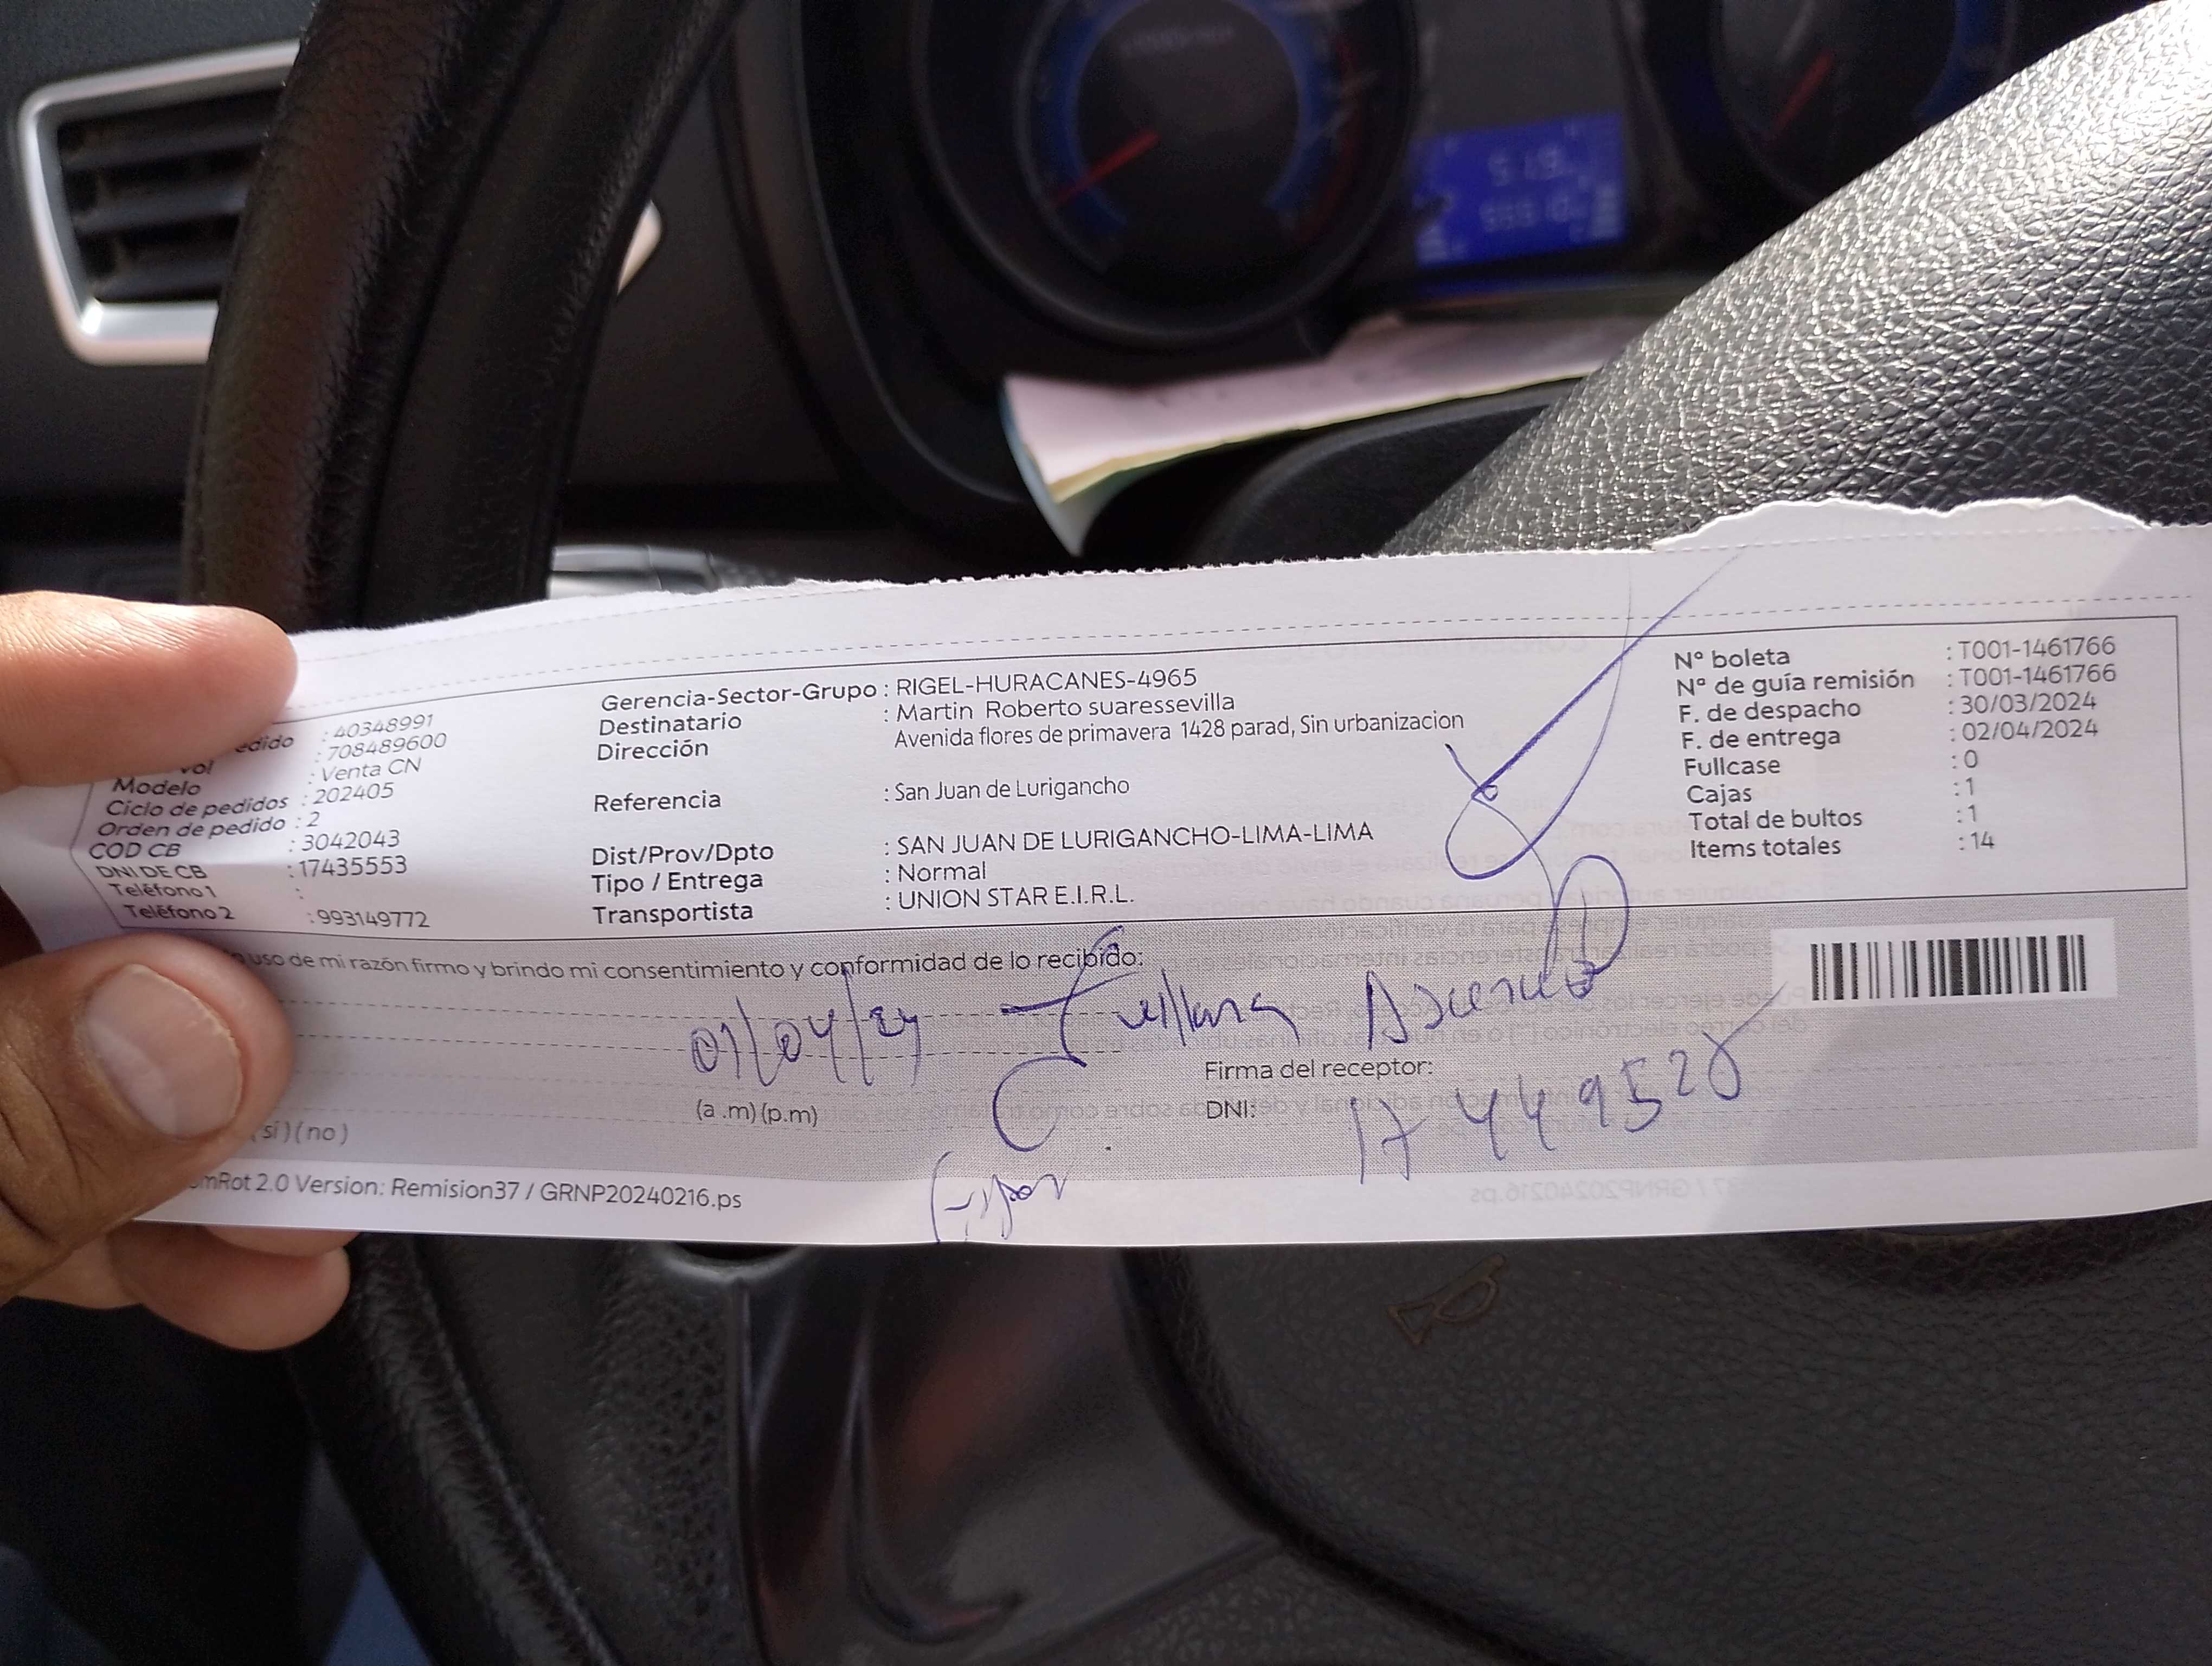 edido : 40348991
vol : 708489600
Modelo : Venta CN
Ciclo de pedidos : 202405
Orden de pedido : 2
COD CB : 3042043
DNI DE CB : 17435553
Teléfono 1 :
Teléfono 2 : 993149772
Gerencia-Sector-Grupo : RIGEL-HURACANES-4965
Destinatario : Martin Roberto suaressevilla
Dirección Avenida flores de primavera 1428 parad, Sin urbanizacion
Referencia : San Juan de Lurigancho
Dist/Prov/Dpto : SAN JUAN DE LURIGANCHO-LIMA-LIMA
Tipo / Entrega : Normal
Transportista : UNION STAR E.I.R.L.
N° boleta : T001-1461766
N° de guía remisión : T001-1461766
F. de despacho : 30/03/2024
F. de entrega : 02/04/2024
Fullcase : 0
Cajas : 1
Total de bultos : 1
Items totales : 14
uso de mi razón firmo y brindo mi consentimiento y conformidad de lo recibido:
01/04/24
Firma del receptor:
(a .m) (p.m) DNI: 17449528
(si) (no)
mRot 2.0 Version: Remision37 / GRNP20240216.ps